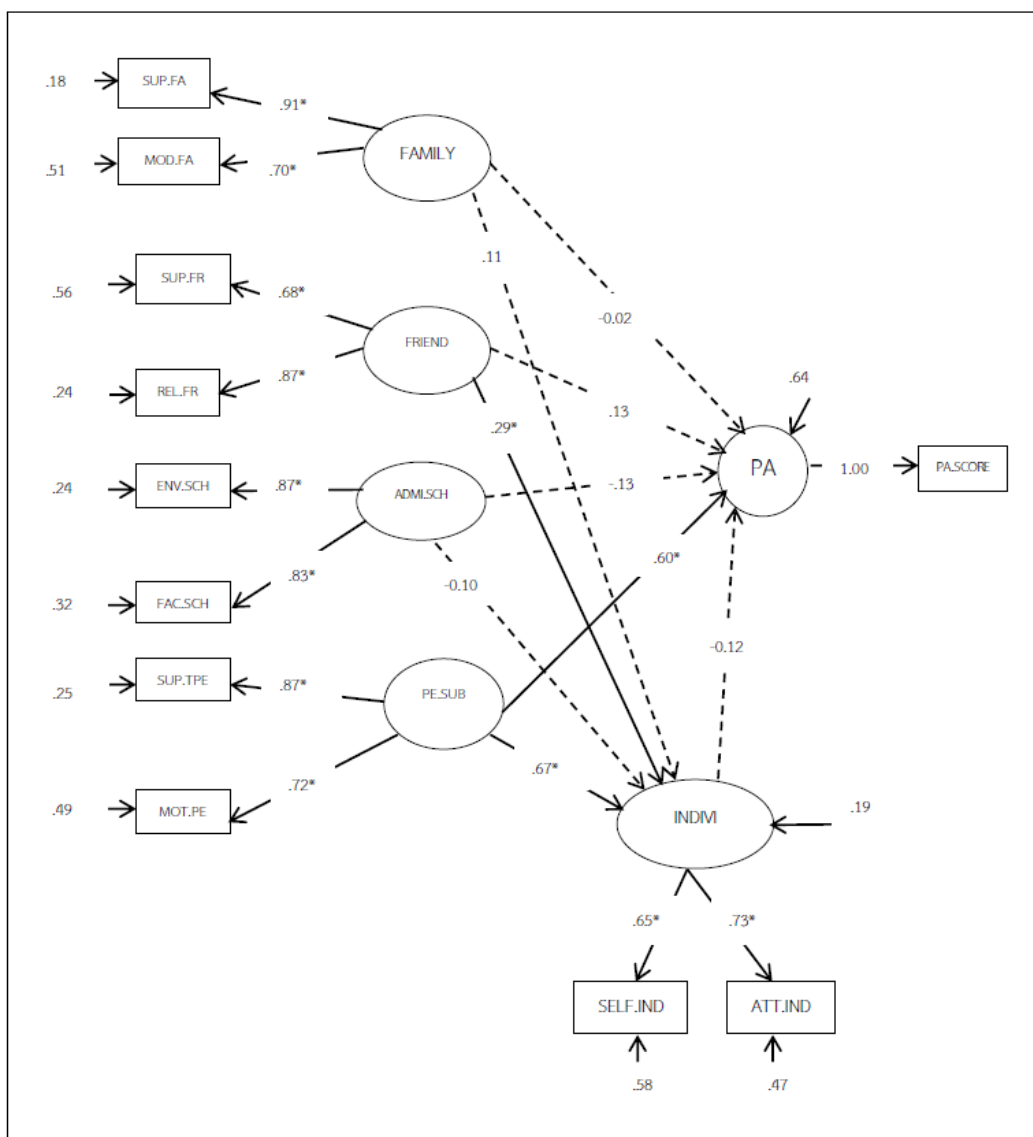 .18
SUP.FA
.91*
.51
MOD.FA
.70*
FAMILY
.11
-0.02
.56
SUP.FR
.68*
FRIEND
.24
REL.FR
.87*
.29*
.13
.64
.24
ENV.SCH
.87*
ADMI.SCH
-.13
PA
1.00
PA.SCORE
.32
FAC.SCH
.83*
-0.10
.60*
-0.12
.25
SUP.TPE
.87*
PE.SUB
.49
MOT.PE
.72*
.67*
INDIVI
.19
.65*
.73*
SELF.IND
ATT.IND
.58
.47